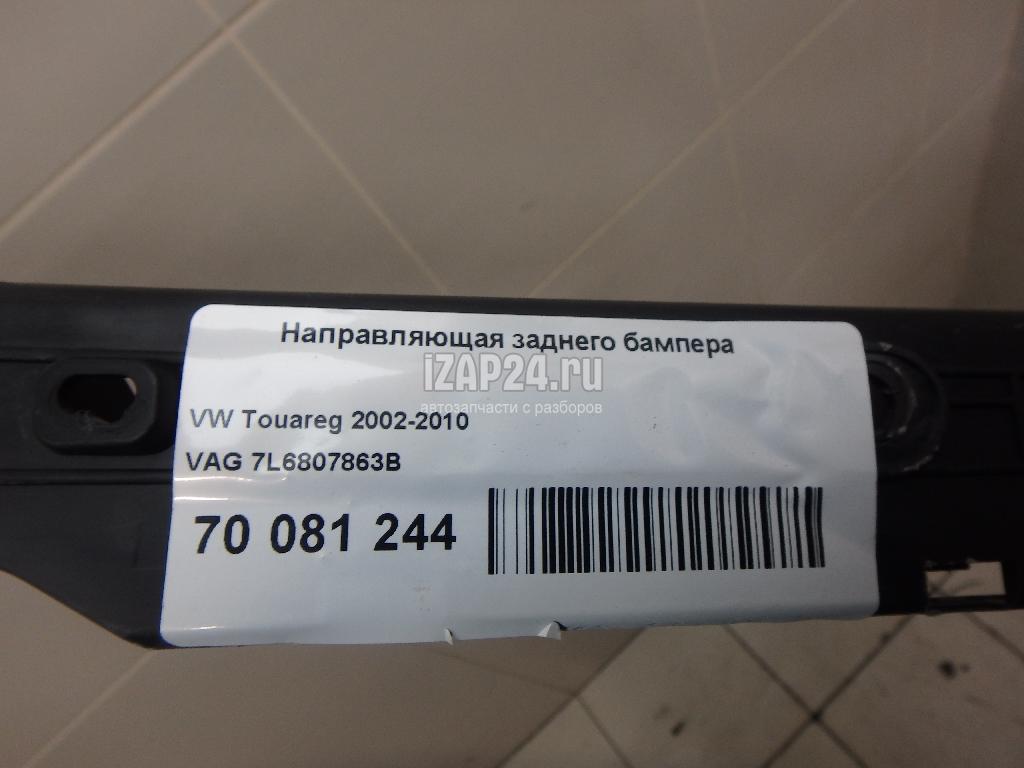 Направляющая заднего бампера
iZAP24.ru
автозапчасти с разборов
VW Touareg 2002-2010
VAG 7L6807863B
70 081 244